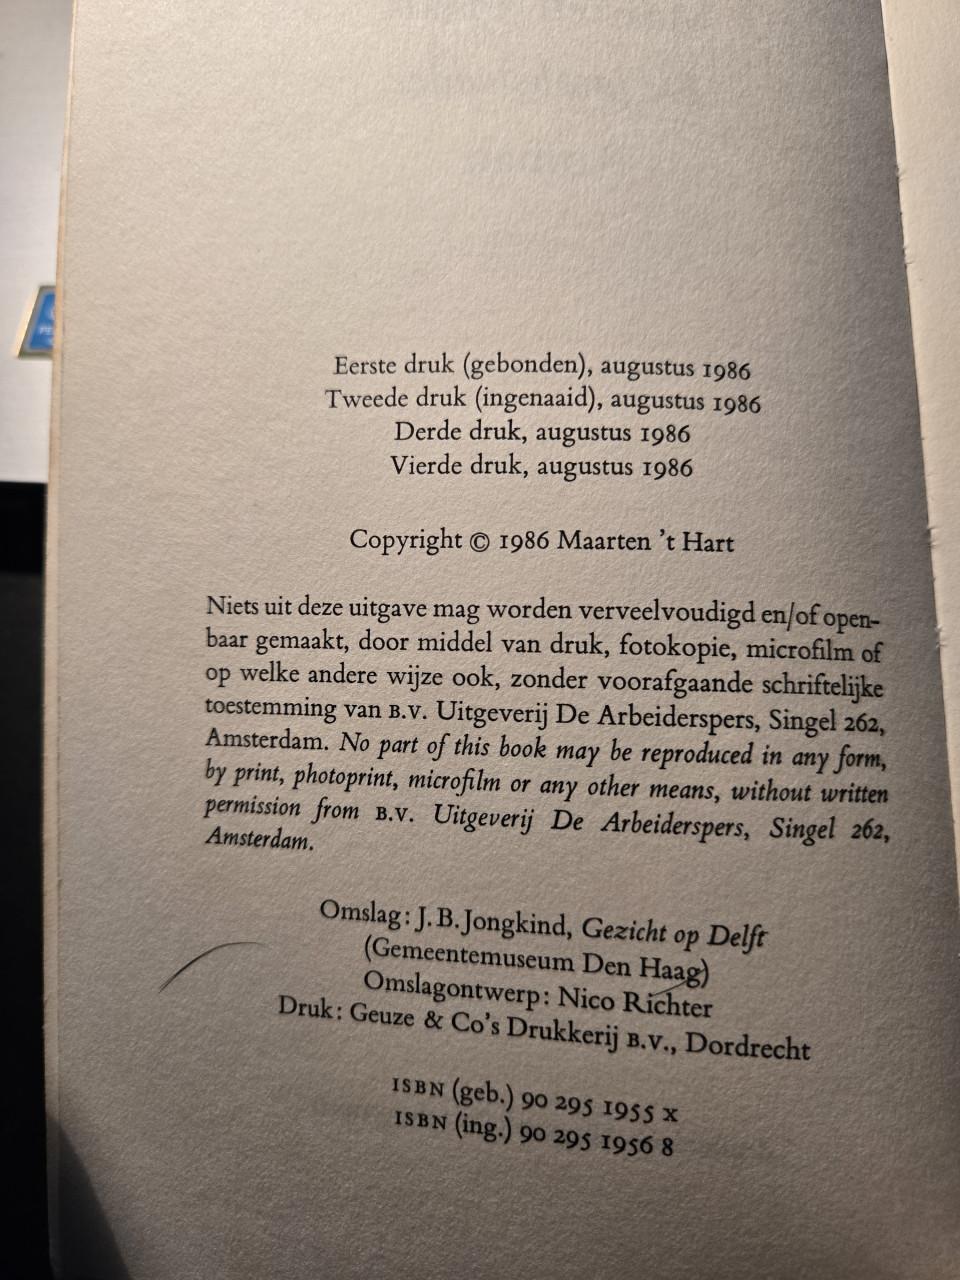 Eerste druk (gebonden), augustus 1986
Tweede druk (ingenaaid), augustus 1986
Derde druk, augustus 1986
Vierde druk, augustus 1986
Copyright © 1986 Maarten ’t Hart
Niets uit deze uitgave mag worden verveelvoudigd en/of open-
baar gemaakt, door middel van druk, fotokopie, microfilm of
op welke andere wijze ook, zonder voorafgaande schriftelijke
toestemming van B.V. Uitgeverij De Arbeiderspers, Singel 262,
Amsterdam. No part of this book may be reproduced in any form,
by print, photoprint, microfilm or any other means, without written
permission from B.V. Uitgeverij De Arbeiderspers, Singel 262,
Amsterdam.
Omslag: J.B. Jongkind, Gezicht op Delft
(Gemeentemuseum Den Haag)
Omslagontwerp: Nico Richter
Druk: Geuze & Co’s Drukkerij B.V., Dordrecht
ISBN (geb.) 90 295 1955 X
ISBN (ing.) 90 295 1956 8